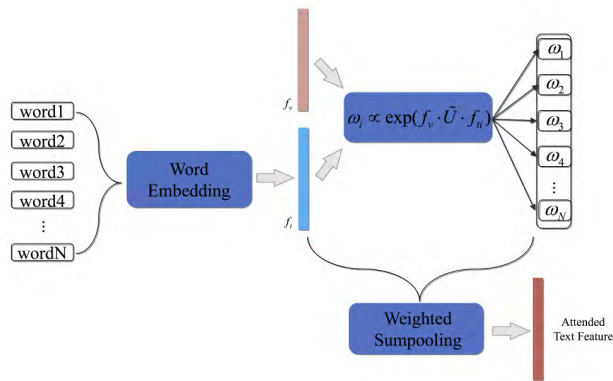 word1
word2
word3
word4
⋮
wordN
Word
Embedding
f_v
f_t
ω_i ∝ exp(f_v · Ũ · f_ti)
ω_1
ω_2
ω_3
ω_4
⋮
ω_N
Weighted
Sumpooling
Attended
Text Feature